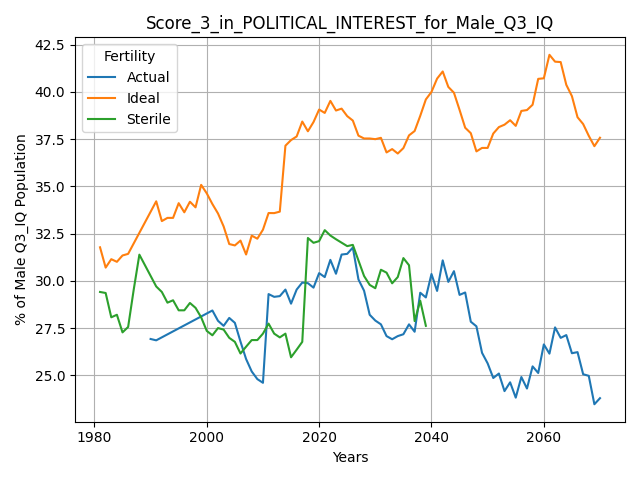 Score_3_in_POLITICAL_INTEREST_for_Male_Q3_IQ
Fertility
Actual
Ideal
Sterile
% of Male Q3_IQ Population
42.5
40.0
37.5
35.0
32.5
30.0
27.5
25.0
1980
2000
2020
2040
2060
Years